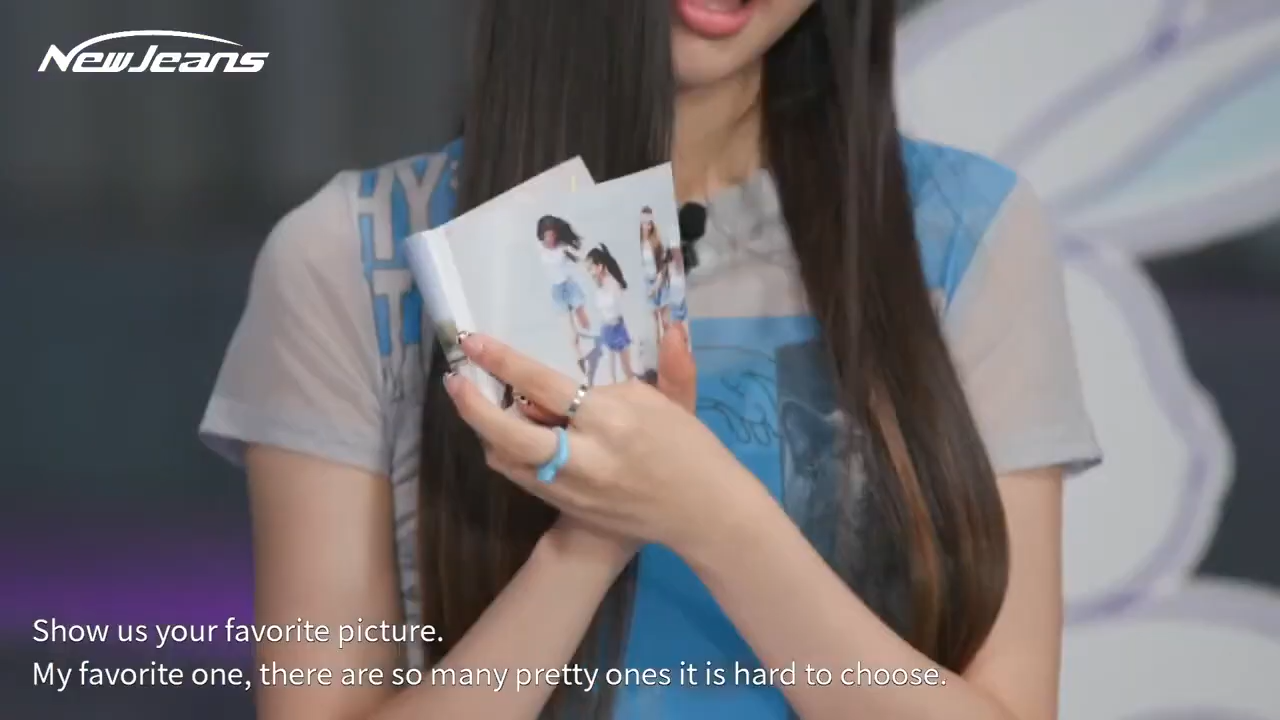 NewJeans
Show us your favorite picture.
My favorite one, there are so many pretty ones it is hard to choose.